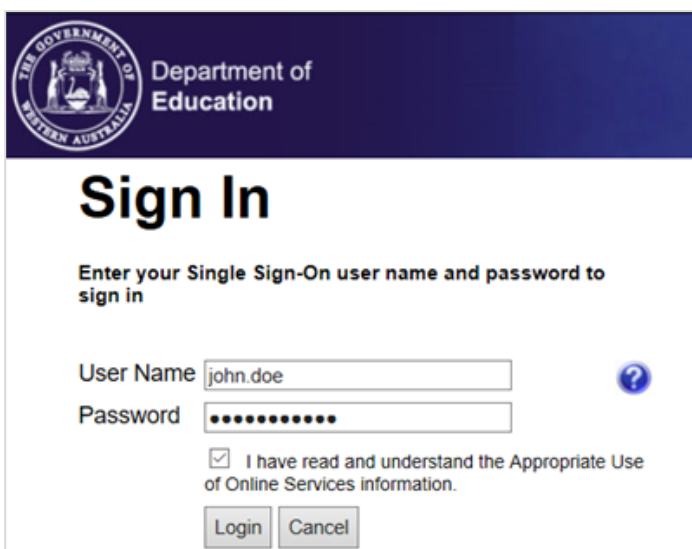 THE GOVERNMENT OF
WESTERN AUSTRALIA
Department of
Education
Sign In
Enter your Single Sign-On user name and password to
sign in
User Name john.doe
?
Password •••••••••••
I have read and understand the Appropriate Use
of Online Services information.
Login Cancel